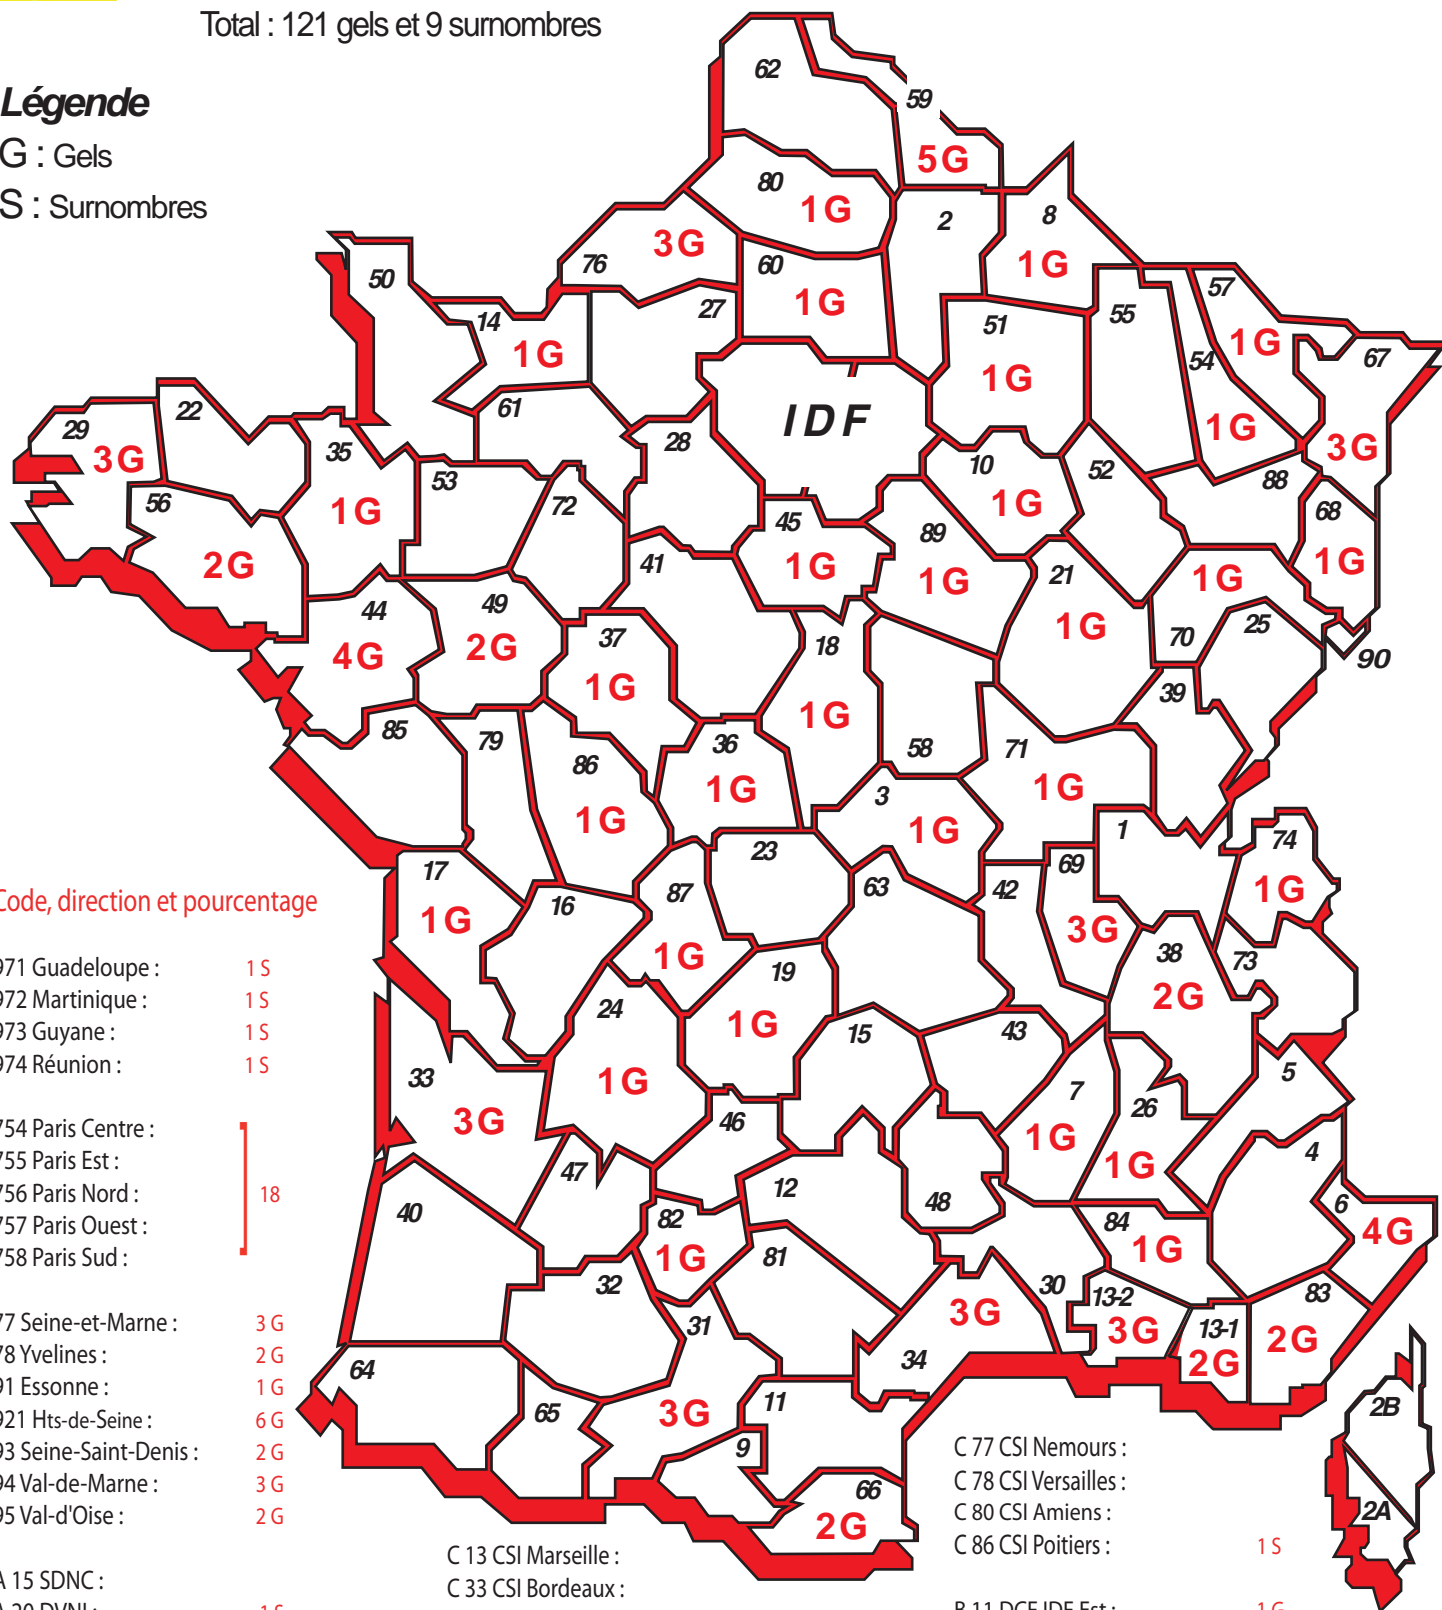 Total : 121 gels et 9 surnombres
Légende
G : Gels
S : Surnombres
62
59
5G
80
1G
2
8
1G
76
3G
60
1G
50
14
1G
27
51
1G
55
57
1G
54
1G
67
3G
61
IDF
29
3G
22
35
1G
28
10
1G
52
88
68
1G
56
2G
53
72
45
1G
89
1G
41
21
1G
1G
70
25
90
44
4G
49
2G
37
1G
18
1G
39
85
79
86
1G
36
1G
58
71
1G
3
1G
1
74
1G
17
1G
16
87
1G
23
63
42
69
3G
38
2G
73
24
1G
19
1G
15
43
5
33
3G
46
7
1G
26
1G
4
47
12
48
6
4G
40
82
1G
84
1G
32
81
30
83
2G
31
3G
34
3G
13-2
3G
13-1
2G
64
65
11
9
66
2G
2B
2A
Code, direction et pourcentage
971 Guadeloupe : 1 S
972 Martinique : 1 S
973 Guyane : 1 S
974 Réunion : 1 S
754 Paris Centre :
755 Paris Est :
756 Paris Nord : 18
757 Paris Ouest :
758 Paris Sud :
77 Seine-et-Marne : 3 G
78 Yvelines : 2 G
91 Essonne : 1 G
921 Hts-de-Seine : 6 G
93 Seine-Saint-Denis : 2 G
94 Val-de-Marne : 3 G
95 Val-d'Oise : 2 G
A 15 SDNC :
A 20 DVNI : 1 S
C 13 CSI Marseille :
C 33 CSI Bordeaux :
C 77 CSI Nemours :
C 78 CSI Versailles :
C 80 CSI Amiens :
C 86 CSI Poitiers : 1 S
B 11 DCF IDF Est : 1 G